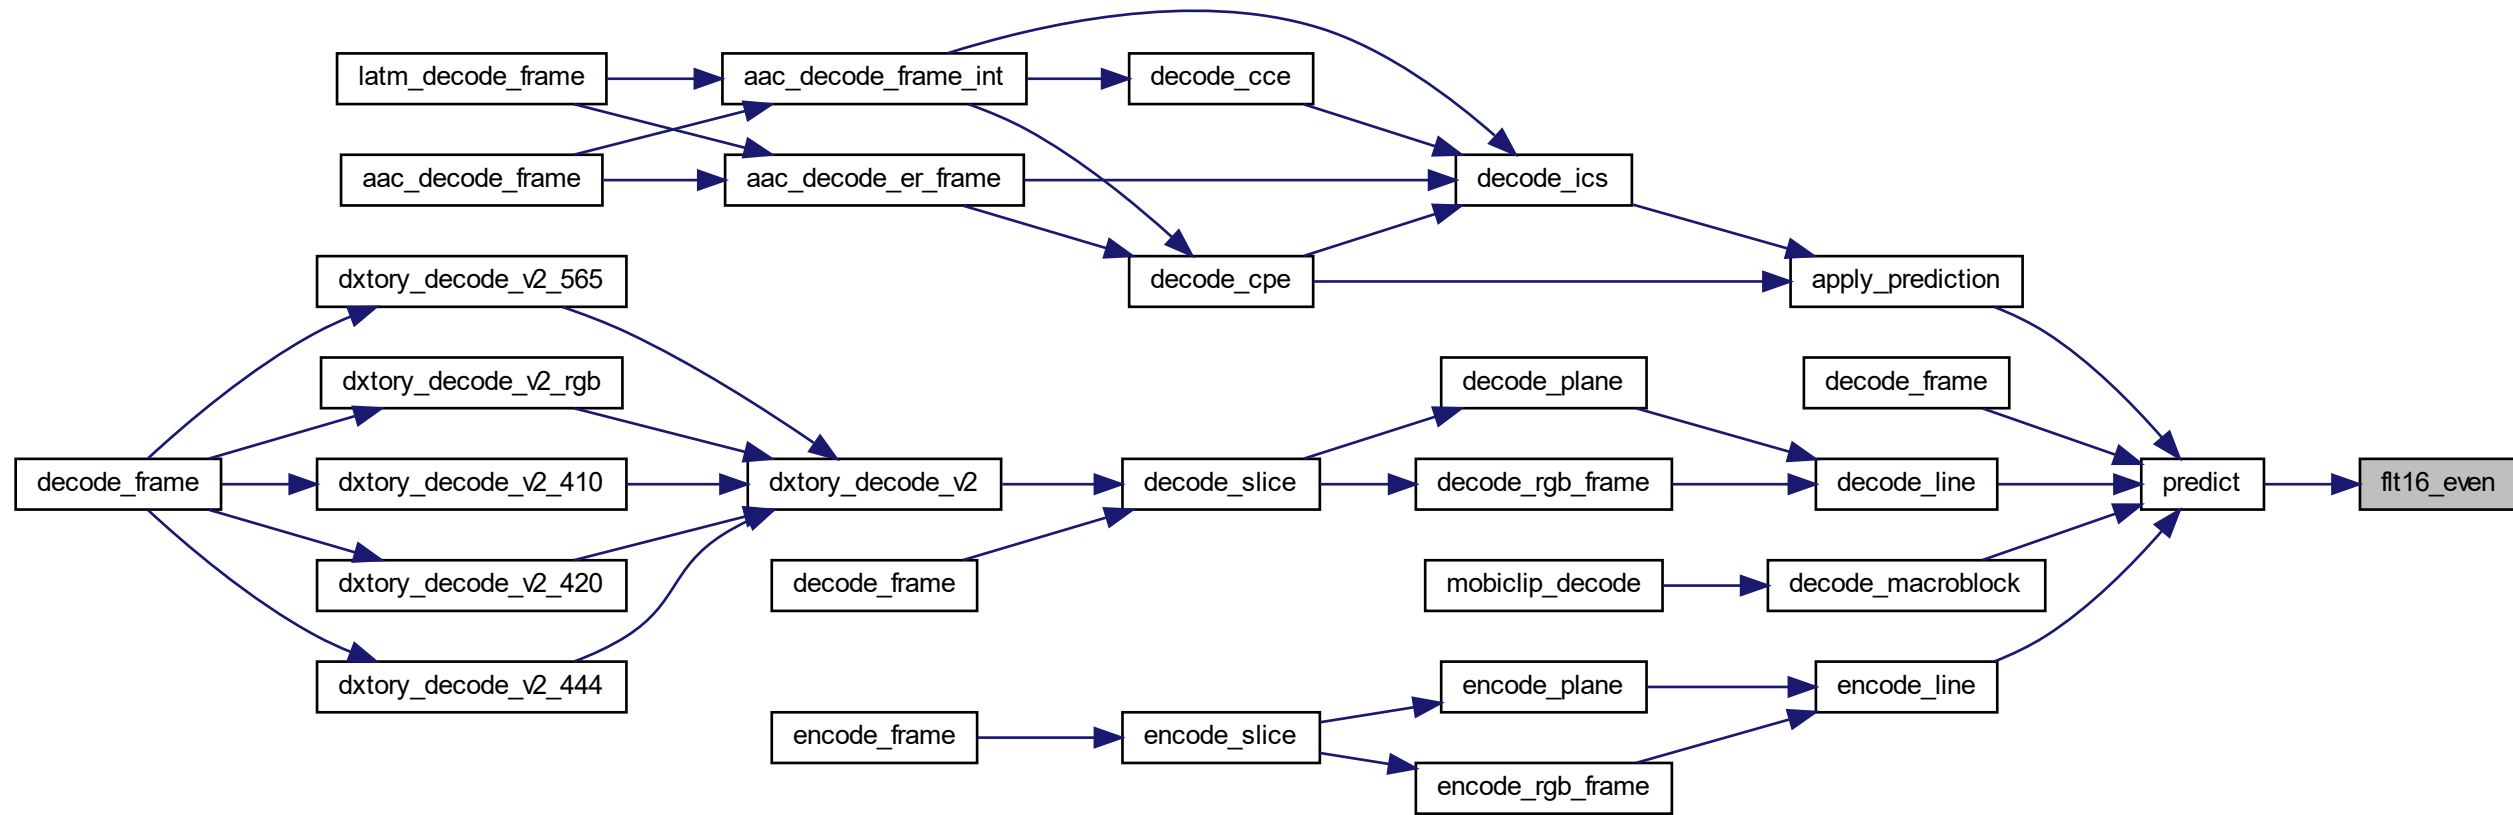 latm_decode_frame
aac_decode_frame_int
decode_cce
aac_decode_frame
aac_decode_er_frame
decode_ics
dxtory_decode_v2_565
decode_cpe
apply_prediction
dxtory_decode_v2_rgb
decode_plane
decode_frame
decode_frame
dxtory_decode_v2_410
dxtory_decode_v2
decode_slice
decode_rgb_frame
decode_line
predict
flt16_even
dxtory_decode_v2_420
decode_frame
mobiclip_decode
decode_macroblock
dxtory_decode_v2_444
encode_plane
encode_line
encode_frame
encode_slice
encode_rgb_frame